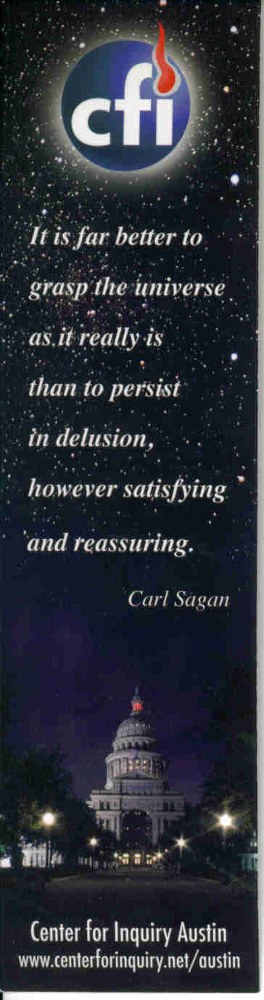 cfi
It is far better to
grasp the universe
as it really is
than to persist
in delusion,
however satisfying
and reassuring.
Carl Sagan
Center for Inquiry Austin
www.centerforinquiry.net/austin